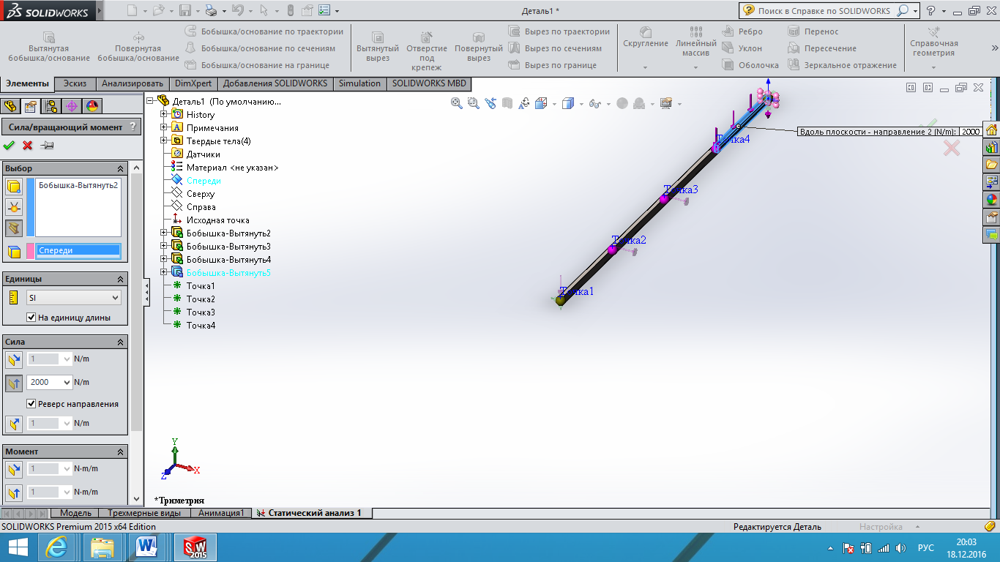 SOLIDWORKS
Деталь1 *
Поиск в Справке по SOLIDWORKS
Вытянутая бобышка/основание
Повернутая бобышка/основание
Бобышка/основание по траектории
Бобышка/основание по сечениям
Бобышка/основание на границе
Вытянутый вырез
Отверстие под крепеж
Повернутый вырез
Вырез по траектории
Вырез по сечениям
Вырез по границе
Скругление
Линейный массив
Ребро
Уклон
Оболочка
Перенос
Пересечение
Зеркальное отражение
Справочная геометрия
Элементы
Эскиз
Анализировать
DimXpert
Добавления SOLIDWORKS
Simulation
SOLIDWORKS MBD
Сила/вращающий момент ?
Выбор
Бобышка-Вытянуть2
Спереди
Единицы
SI
На единицу длины
Сила
1 N/m
2000 N/m
Реверс направления
1 N/m
Момент
1 N·m/m
1 N·m/m
Деталь1 (По умолчанию...
History
Примечания
Твердые тела(4)
Датчики
Материал <не указан>
Спереди
Сверху
Справа
Исходная точка
Бобышка-Вытянуть2
Бобышка-Вытянуть3
Бобышка-Вытянуть4
Бобышка-Вытянуть5
Точка1
Точка2
Точка3
Точка4
Вдоль плоскости - направление 2 (N/m): 2000
Точка4
Точка3
Точка2
Точка1
Y
X
Z
*Триметрия
Модель
Трехмерные виды
Анимация1
Статический анализ 1
SOLIDWORKS Premium 2015 x64 Edition
Редактируется Деталь
Настройка
SW 2015
РУС
20:03
18.12.2016